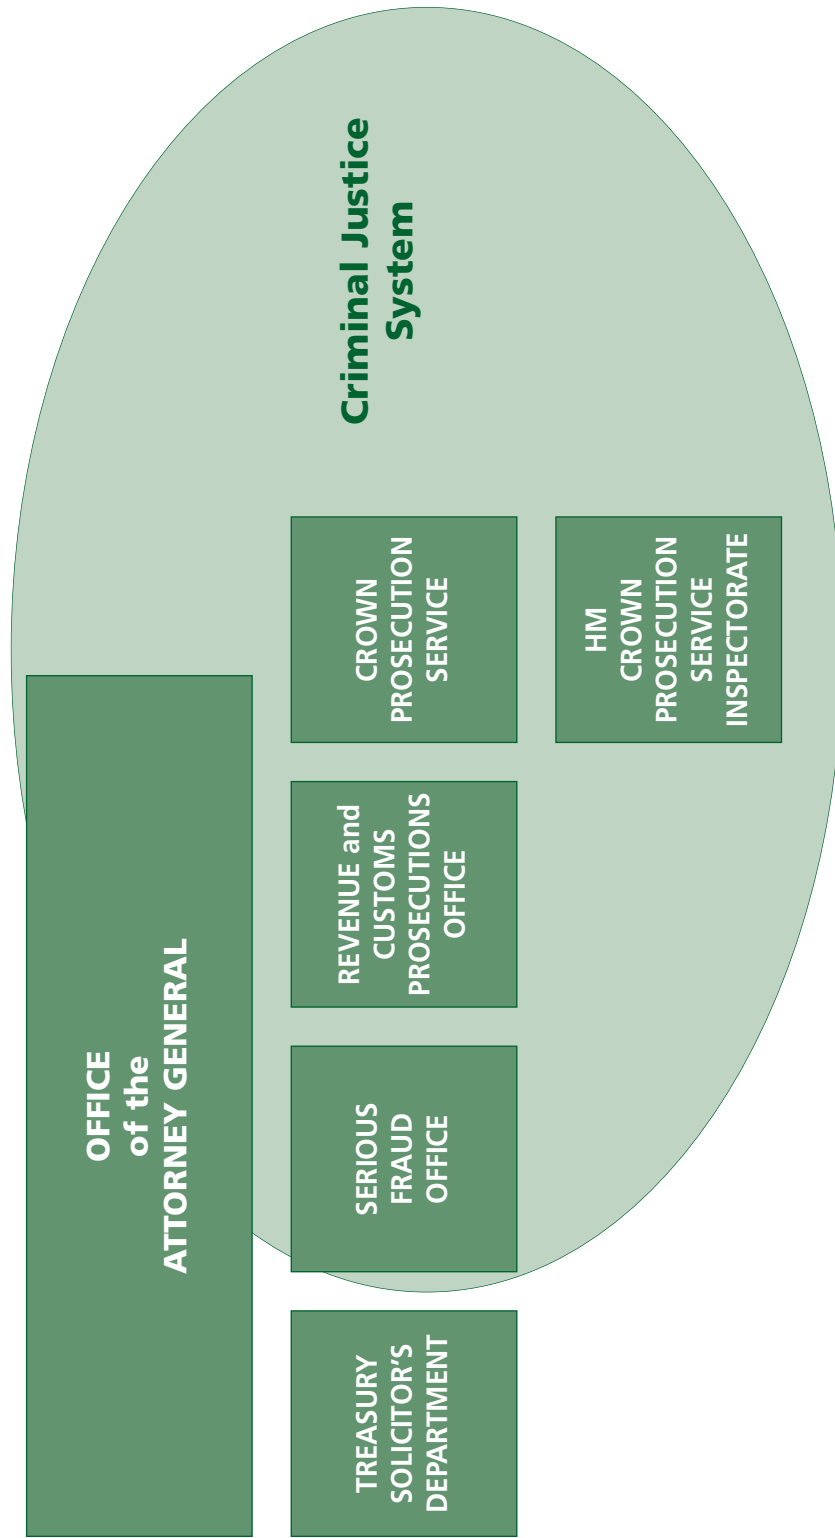 OFFICE
of the
ATTORNEY GENERAL
TREASURY
SOLICITOR'S
DEPARTMENT
SERIOUS
FRAUD
OFFICE
REVENUE and
CUSTOMS
PROSECUTIONS
OFFICE
CROWN
PROSECUTION
SERVICE
Criminal Justice
System
HM
CROWN
PROSECUTION
SERVICE
INSPECTORATE